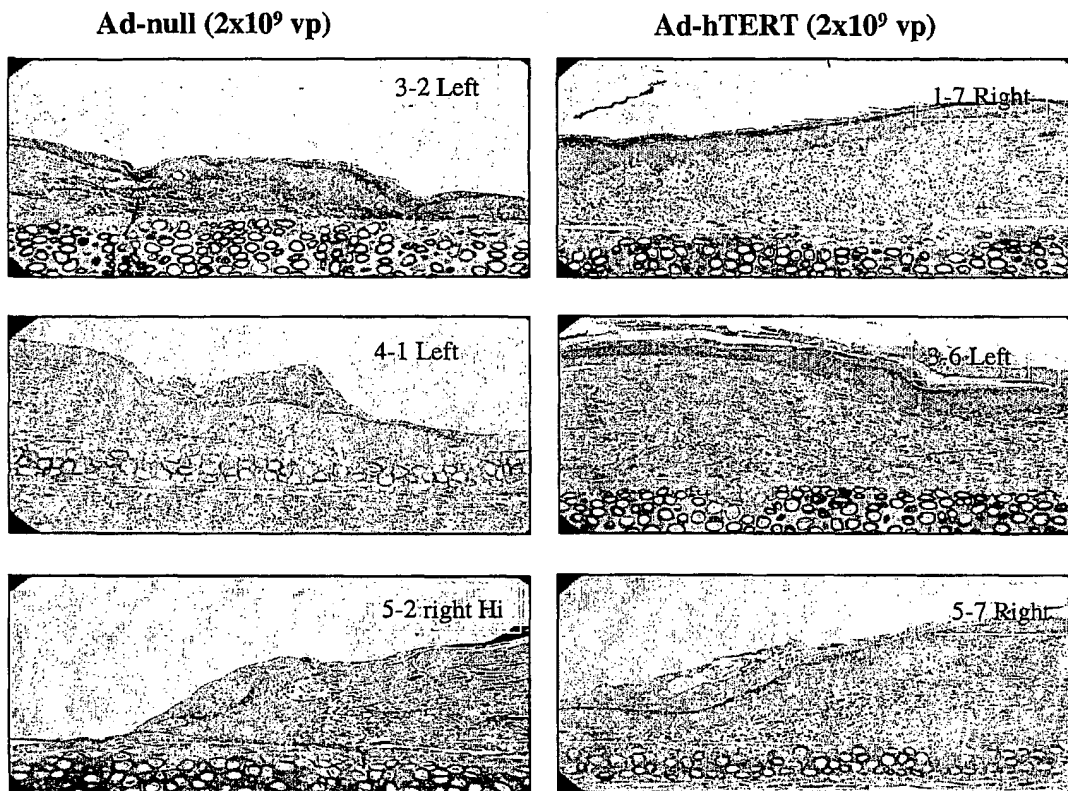 Ad-null (2x10⁹ vp)
Ad-hTERT (2x10⁹ vp)
3-2 Left
1-7 Right
4-1 Left
3-6 Left
5-2 right Hi
5-7 Right